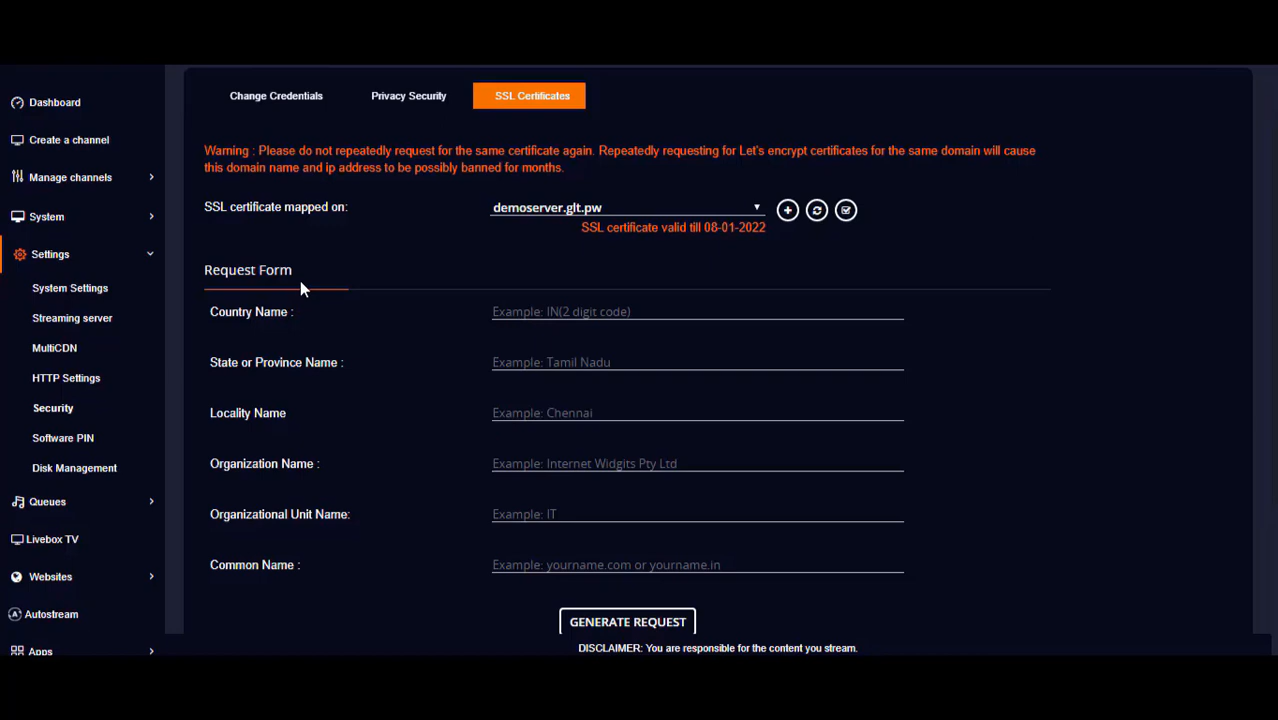 Change Credentials
Privacy Security
SSL Certificates
Dashboard
Create a channel
Manage channels
System
Settings
System Settings
Streaming server
MultiCDN
HTTP Settings
Security
Software PIN
Disk Management
Queues
Livebox TV
Websites
Autostream
Apps
Warning : Please do not repeatedly request for the same certificate again. Repeatedly requesting for Let's encrypt certificates for the same domain will cause
this domain name and ip address to be possibly banned for months.
SSL certificate mapped on:
demoserver.glt.pw
SSL certificate valid till 08-01-2022
Request Form
Country Name :
Example: IN(2 digit code)
State or Province Name :
Example: Tamil Nadu
Locality Name
Example: Chennai
Organization Name :
Example: Internet Widgits Pty Ltd
Organizational Unit Name:
Example: IT
Common Name :
Example: yourname.com or yourname.in
GENERATE REQUEST
DISCLAIMER: You are responsible for the content you stream.